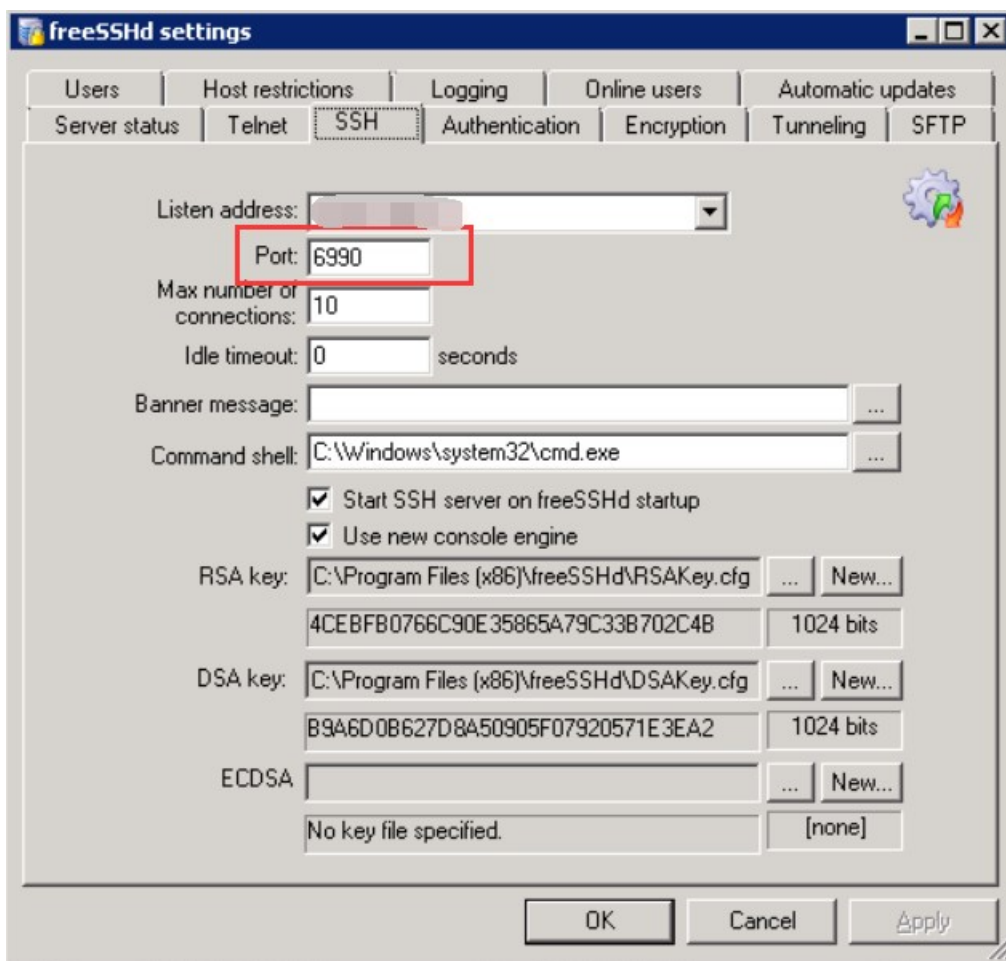 freeSSHd settings
Users Host restrictions Logging Online users Automatic updates
Server status Telnet SSH Authentication Encryption Tunneling SFTP
Listen address:
Port: 6990
Max number of
connections: 10
Idle timeout: 0 seconds
Banner message: ...
Command shell: C:\Windows\system32\cmd.exe ...
Start SSH server on freeSSHd startup
Use new console engine
RSA key: C:\Program Files (x86)\freeSSHd\RSAKey.cfg ... New...
4CEBFB0766C90E35865A79C33B702C4B 1024 bits
DSA key: C:\Program Files (x86)\freeSSHd\DSAKey.cfg ... New...
B9A6D0B627D8A50905F07920571E3EA2 1024 bits
ECDSA ... New...
No key file specified. [none]
OK Cancel Apply